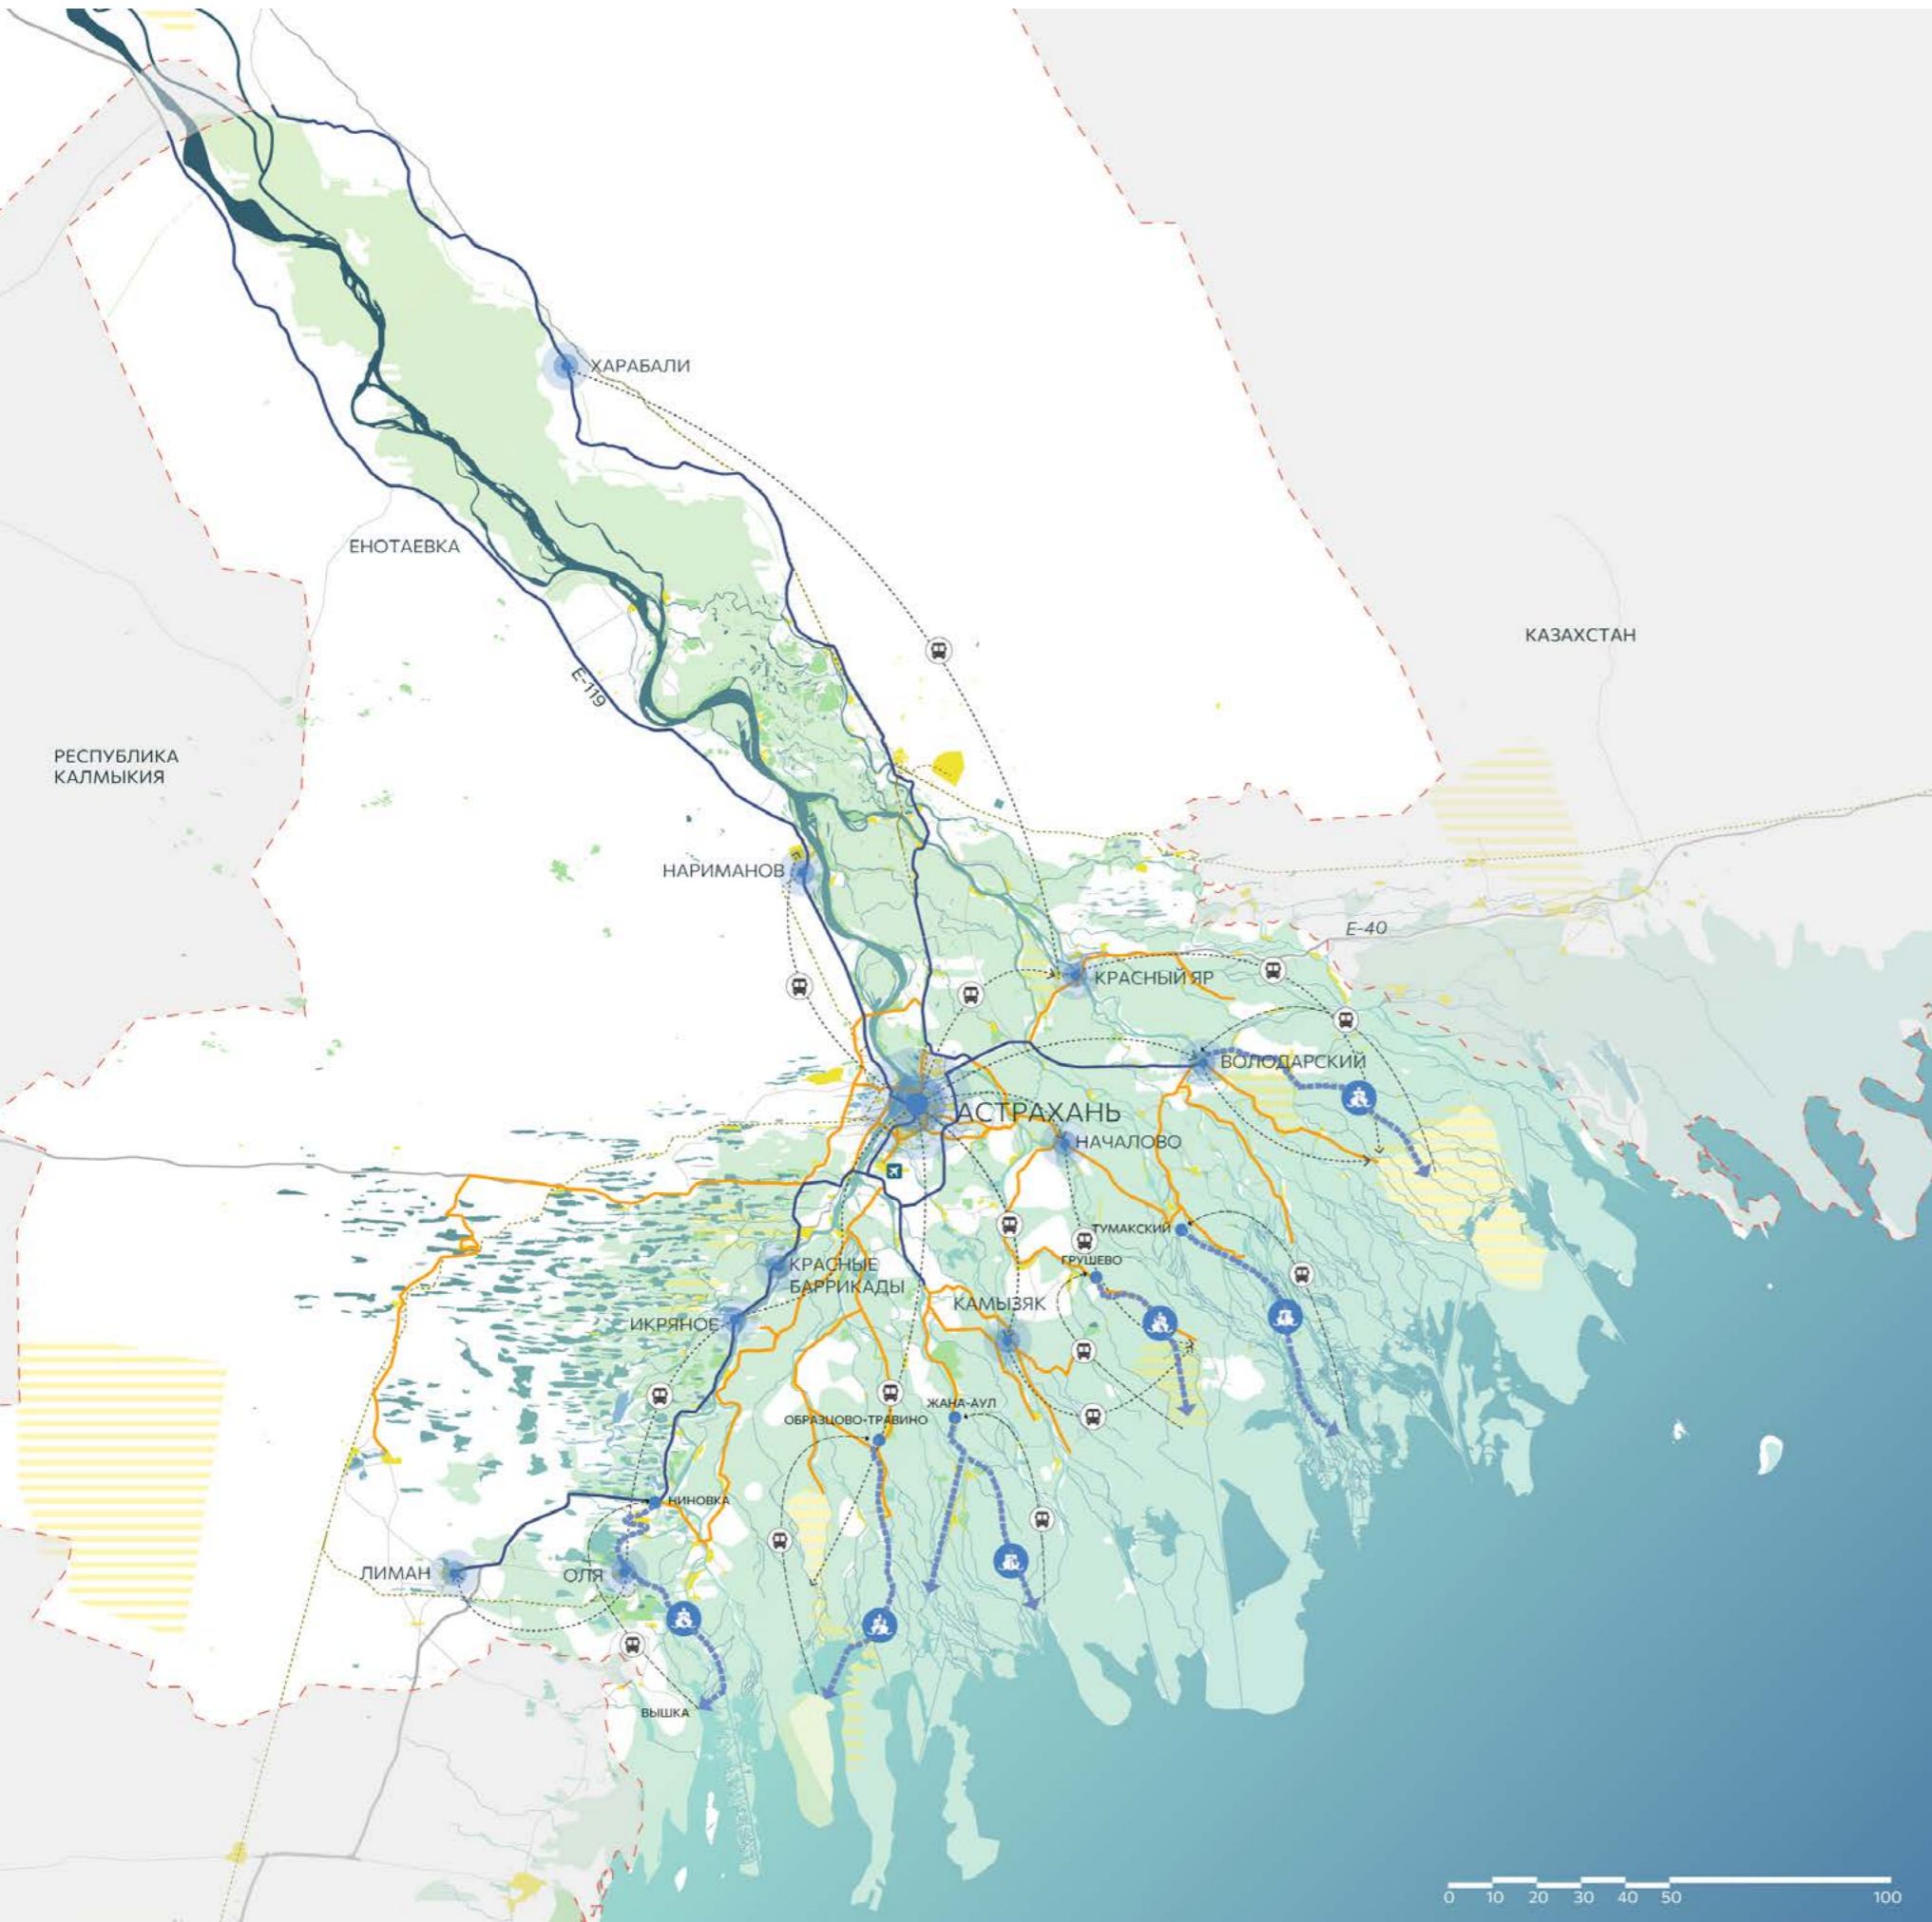 ХАРАБАЛИ
ЕНОТАЕВКА
E-119
КАЗАХСТАН
РЕСПУБЛИКА
КАЛМЫКИЯ
НАРИМАНОВ
E-40
КРАСНЫЙ ЯР
ВОЛОДАРСКИЙ
АСТРАХАНЬ
НАЧАЛОВО
ТУМАКСКИЙ
ГРУШЕВО
КРАСНЫЕ
БАРРИКАДЫ
КАМЫЗЯК
ИКРЯНОЕ
ЖАНА-АУЛ
ОБРАЗЦОВО-ТРАВИНО
НИНОВКА
ЛИМАН
ОЛЯ
ВЫШКА
0 10 20 30 40 50 100